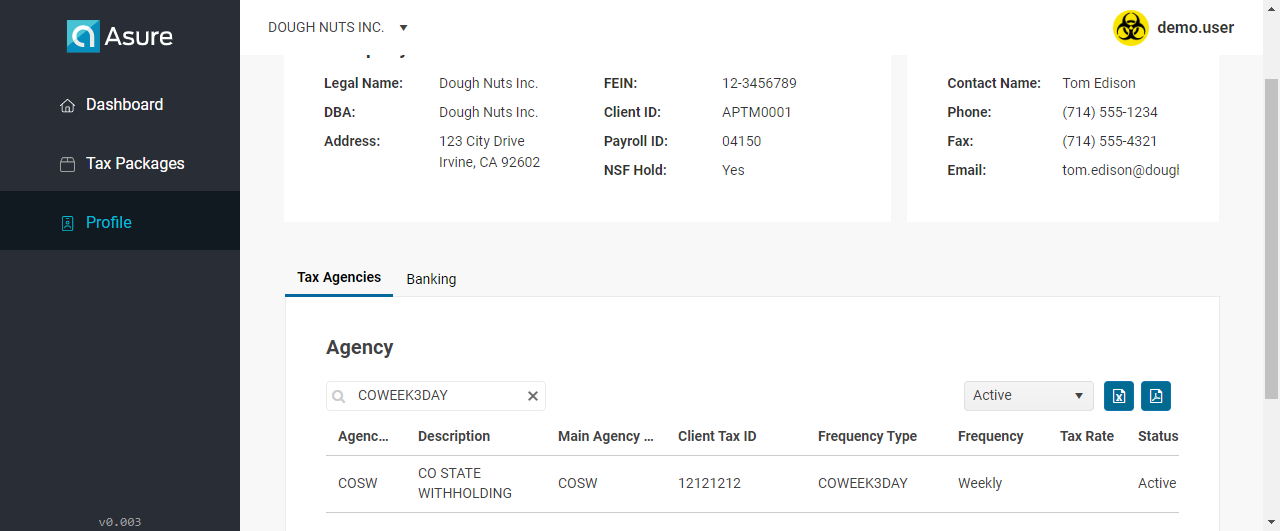 Asure
DOUGH NUTS INC.
demo.user
Dashboard
Tax Packages
Profile
v0.003
Legal Name: Dough Nuts Inc.
DBA: Dough Nuts Inc.
Address: 123 City Drive
Irvine, CA 92602
FEIN: 12-3456789
Client ID: APTM0001
Payroll ID: 04150
NSF Hold: Yes
Contact Name: Tom Edison
Phone: (714) 555-1234
Fax: (714) 555-4321
Email: tom.edison@dough
Tax Agencies Banking
Agency
COWEEK3DAY
Active
Agenc... Description Main Agency ... Client Tax ID Frequency Type Frequency Tax Rate Status
COSW CO STATE WITHHOLDING COSW 12121212 COWEEK3DAY Weekly Active